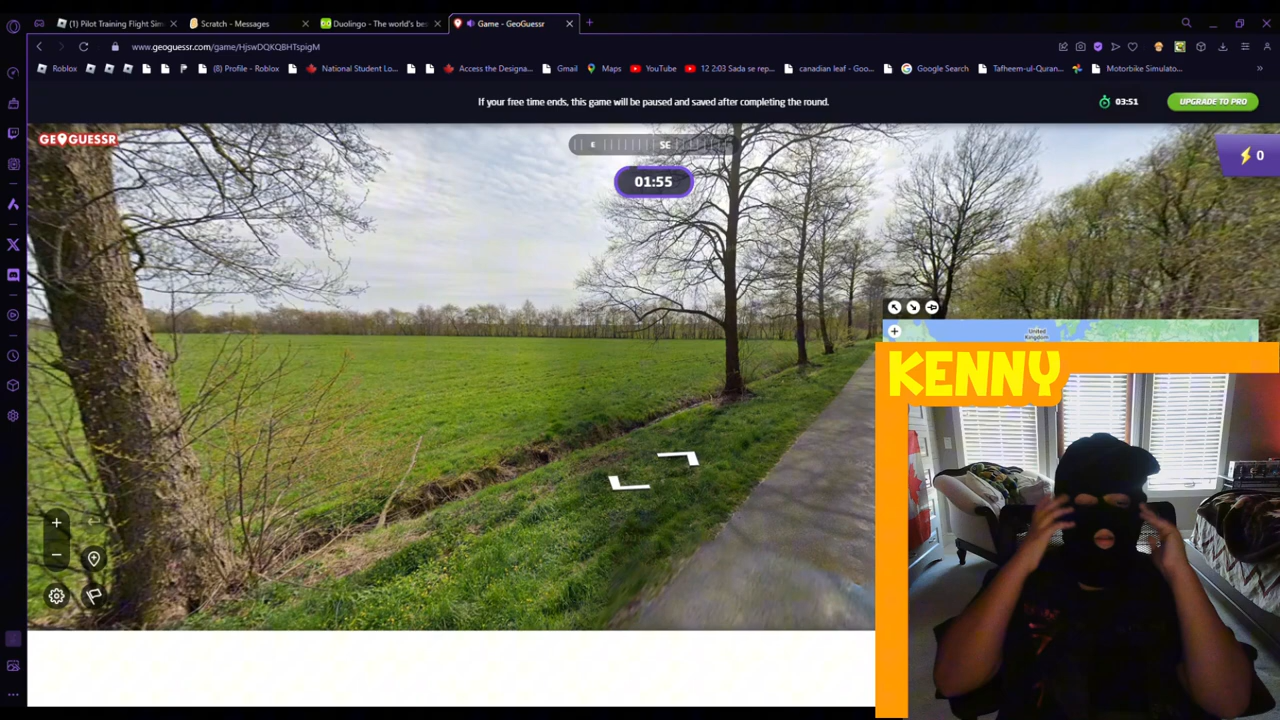 (1) Pilot Training Flight Sim
Scratch - Messages
Duolingo - The world's be
Game - GeoGuessr
www.geoguessr.com/game/HjswDQKQBHTspigM
Roblox
(8) Profile - Roblox
National Student Lo...
Access the Designa...
Gmail
Maps
YouTube
12 2:03 Sada se rep...
canadian leaf - Goo...
Google Search
Tafheem-ul-Quran,...
Motorbike Simulato...
If your free time ends, this game will be paused and saved after completing the round.
03:51
UPGRADE TO PRO
GEOGUESSR
E
SE
01:55
0
United
Kingdom
ASIA
KENNY